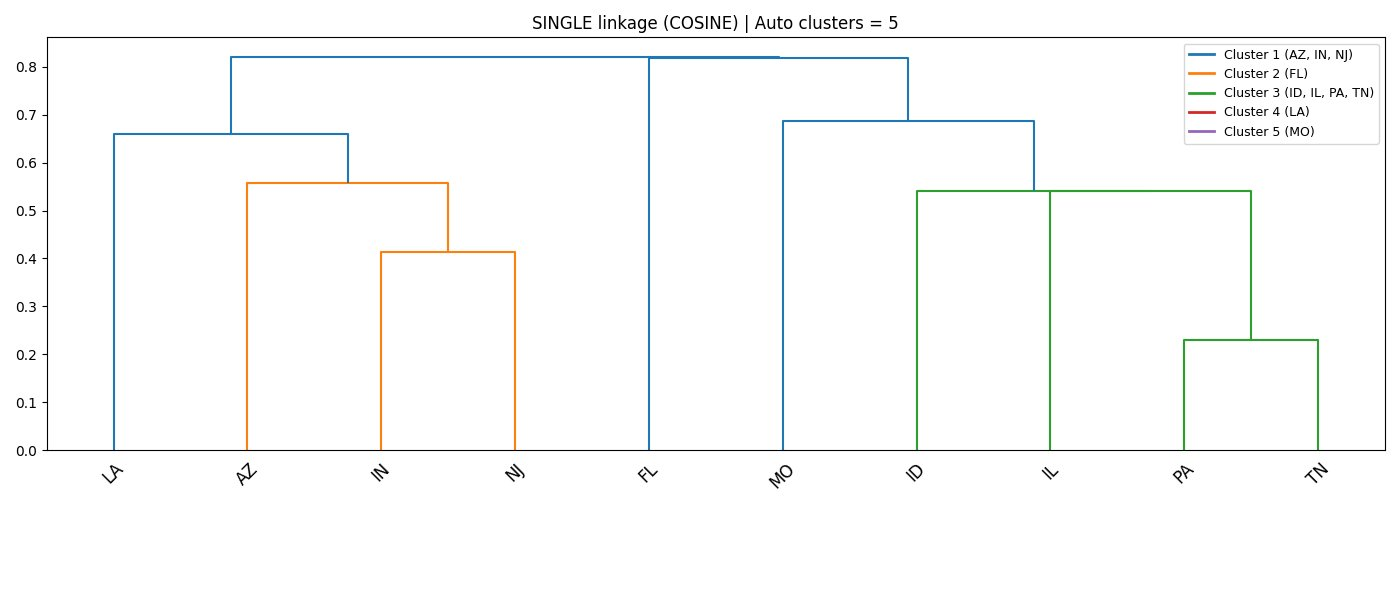 SINGLE linkage (COSINE) | Auto clusters = 5
Cluster 1 (AZ, IN, NJ)
Cluster 2 (FL)
Cluster 3 (ID, IL, PA, TN)
Cluster 4 (LA)
Cluster 5 (MO)
0.8
0.7
0.6
0.5
0.4
0.3
0.2
0.1
0.0
LA AZ IN NJ FL MO ID IL PA TN